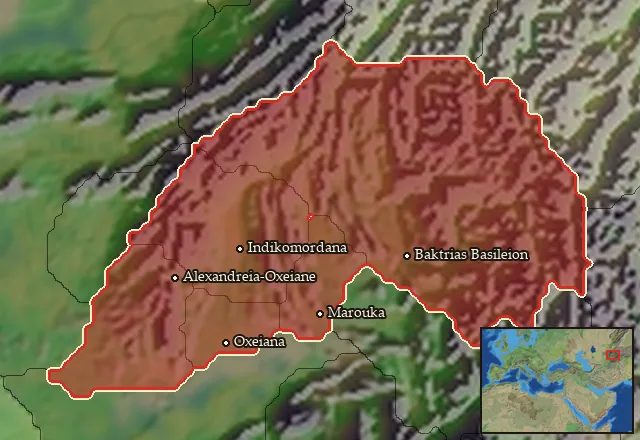 Indikomordana
Baktrias Basileion
Alexandreia-Oxeiane
Marouka
Oxeiana